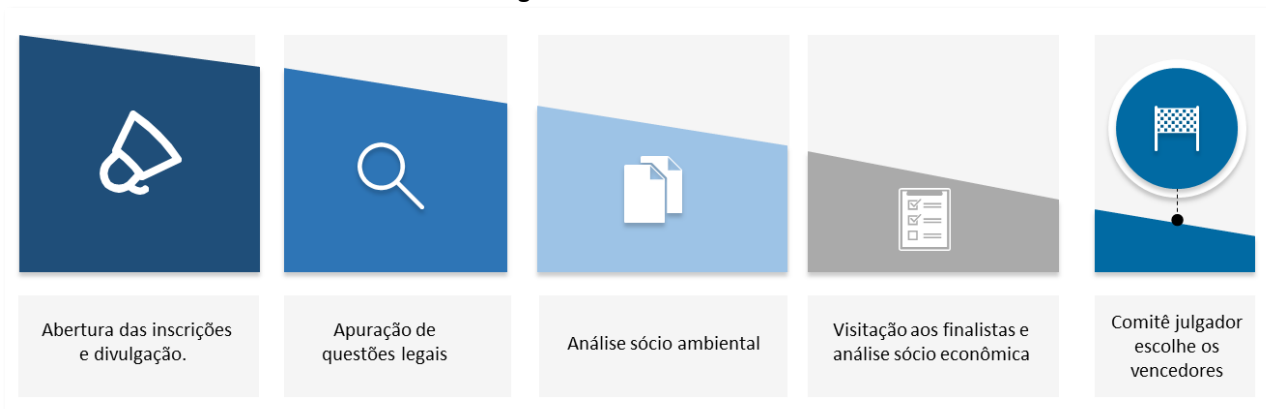 Abertura das inscrições
e divulgação.
Apuração de
questões legais
Análise sócio ambiental
Visitação aos finalistas e
análise sócio econômica
Comitê julgador
escolhe os
vencedores